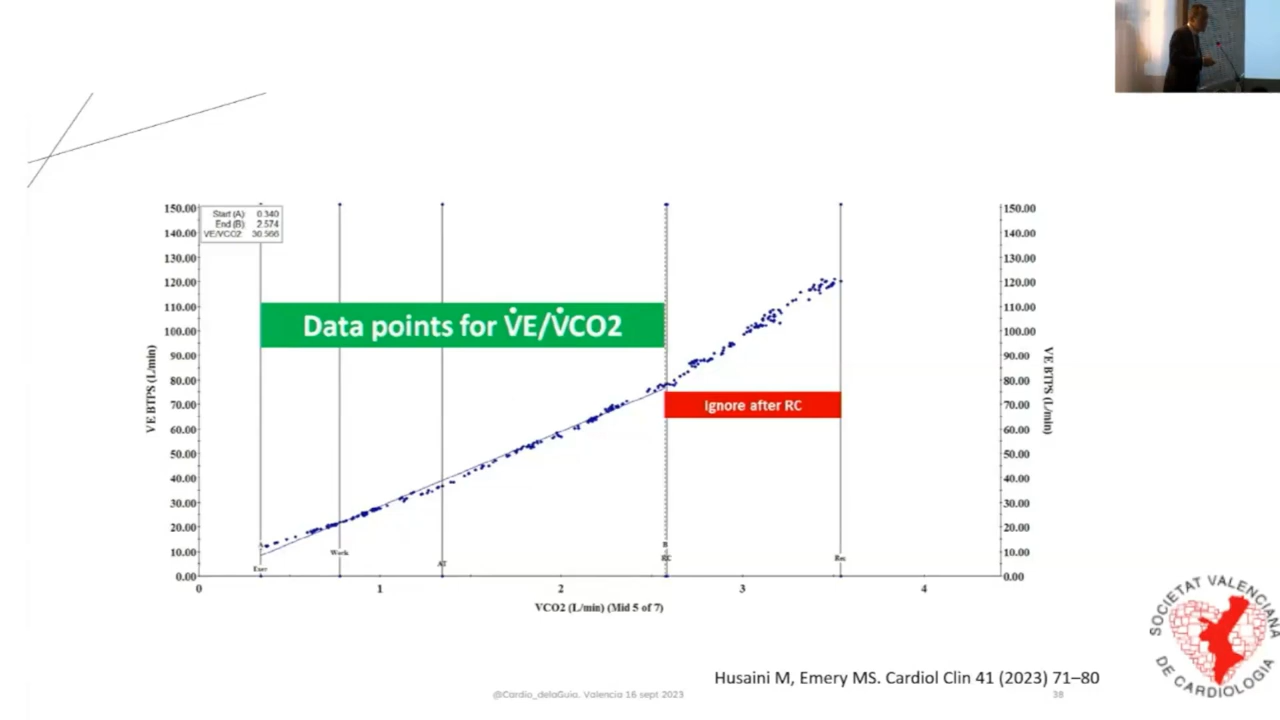 Start (A): 0.340
End (B): 2.574
VE/VCO2: 30.566
150.00
140.00
130.00
120.00
110.00
100.00
90.00
80.00
70.00
60.00
50.00
40.00
30.00
20.00
10.00
0.00
VE BTPS (L/min)
Data points for V̇E/V̇CO2
Ignore after RC
A
Exer
Work
AT
B
RC
Rec
150.00
140.00
130.00
120.00
110.00
100.00
90.00
80.00
70.00
60.00
50.00
40.00
30.00
20.00
10.00
0.00
VE BTPS (L/min)
0 1 2 3 4
VCO2 (L/min) (Mid 5 of 7)
Husaini M, Emery MS. Cardiol Clin 41 (2023) 71–80
@Cardio_delaGuia. Valencia 16 sept 2023
38
SOCIETAT VALENCIANA
DE CARDIOLOGIA